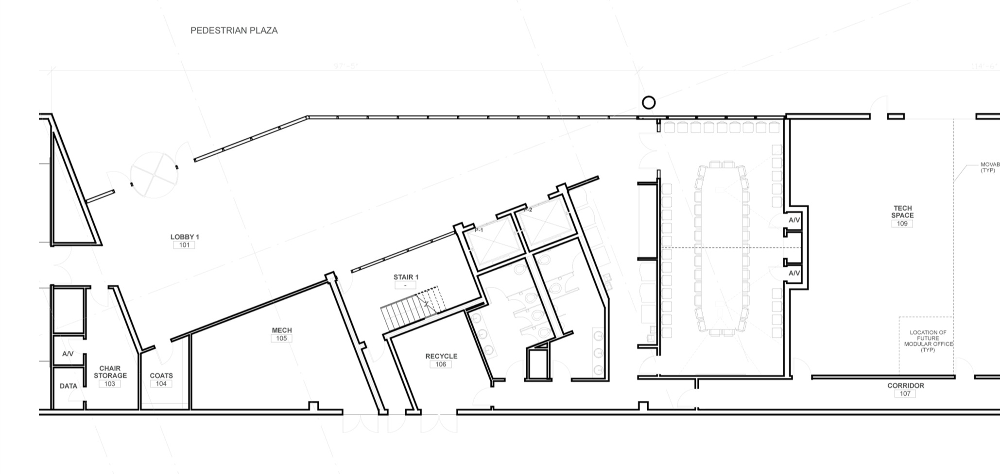 PEDESTRIAN PLAZA
97'-5"
114'-6"
MOVAB
(TYP)
P-2
P-1
TECH
SPACE
109
A/V
A/V
LOBBY 1
101
STAIR 1
-
MECH
105
RECYCLE
106
LOCATION OF
FUTURE
MODULAR OFFICE
(TYP)
A/V
CHAIR
STORAGE
103
COATS
104
DATA
CORRIDOR
107